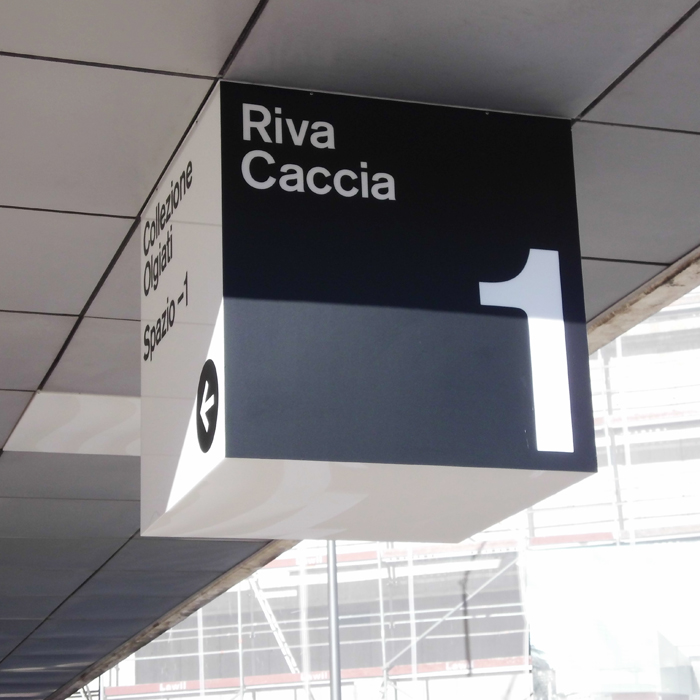 Riva
Caccia
1
Collezione
Olgiati
Spazio –1